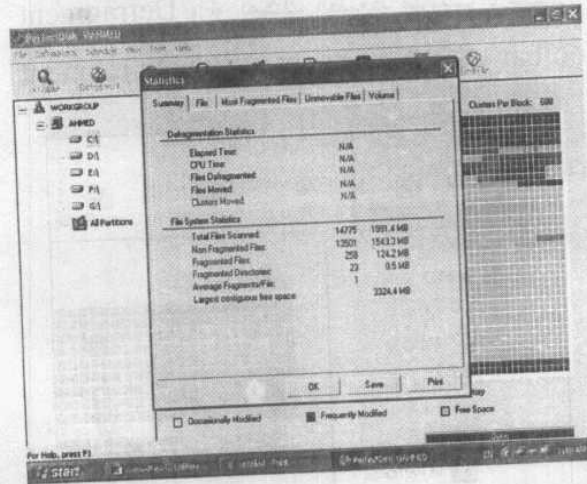 PerfectDisk
Statistics
Summary File Most Fragmented Files Unmovable Files Volume
WORKGROUP
AHMED
C:\
D:\
E:\
F:\
G:\
All Partitions
Clusters Per Block: 600
Defragmentation Statistics
Elapsed Time: N/A
CPU Time: N/A
Files Defragmented: N/A
Files Moved: N/A
Clusters Moved: N/A
File System Statistics
Total Files Scanned: 14775 1991.4 MB
Non Fragmented Files: 13501 1543.3 MB
Fragmented Files: 258 124.2 MB
Fragmented Directories: 23 0.5 MB
Average Fragments/File: 1
Largest contiguous free space: 3324.4 MB
OK Save Print
Occasionally Modified Frequently Modified Free Space
For Help, press F1
start